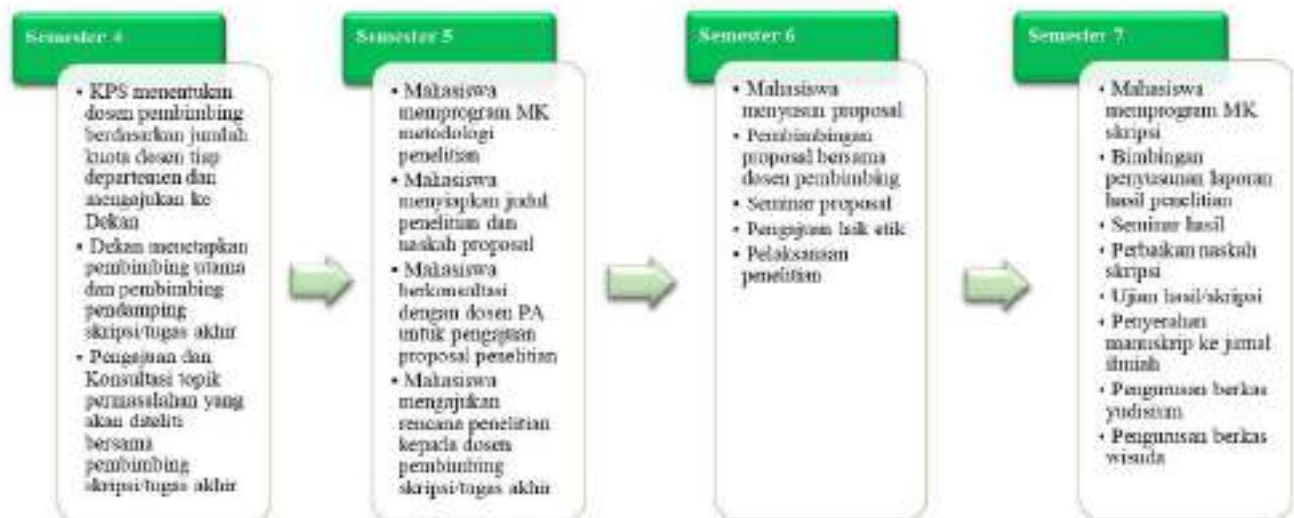 Semester 4
• KPS menentukan
dosen pembimbing
berdasarkan jumlah
kuota dosen tiap
departemen dan
mengajukan ke
Dekan
• Dekan menetapkan
pembimbing utama
dan pembimbing
pendamping
skripsi/tugas akhir
• Pengajuan dan
Konsultasi topik
permasalahan yang
akan diteliti
bersama
pembimbing
skripsi/tugas akhir
Semester 5
• Mahasiswa
memprogram MK
metodologi
penelitian
• Mahasiswa
menyiapkan judul
penelitian dan
naskah proposal
• Mahasiswa
berkonsultasi
dengan dosen PA
untuk pengajuan
proposal penelitian
• Mahasiswa
mengajukan
rencana penelitian
kepada dosen
pembimbing
skripsi/tugas akhir
Semester 6
• Mahasiswa
menyusun proposal
• Pembimbingan
proposal bersama
dosen pembimbing
• Seminar proposal
• Pengajuan laik etik
• Pelaksanaan
penelitian
Semester 7
• Mahasiswa
memprogram MK
skripsi
• Bimbingan
penyusunan laporan
hasil penelitian
• Seminar hasil
• Perbaikan naskah
skripsi
• Ujian hasil/skripsi
• Penyerahan
manuskrip ke jurnal
ilmiah
• Pengurusan berkas
yudisium
• Pengurusan berkas
wisuda